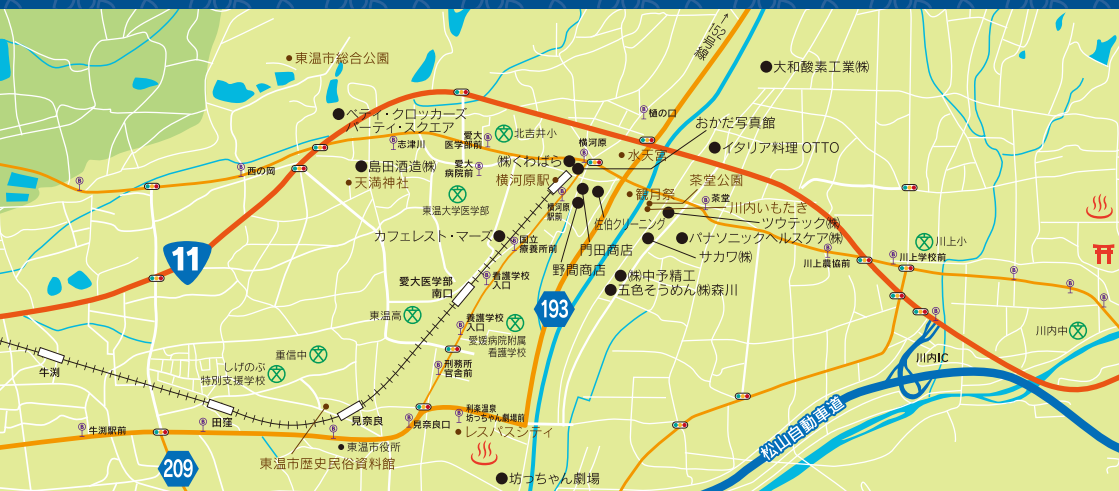 →152
線号
東温市総合公園
大和酸素工業㈱
ベティ・クロッカーズ
パーティ・スクエア
樋の口
おかだ写真館
志津川
愛大
医学部前
北吉井小
横河原
イタリア料理 OTTO
西の岡
島田酒造㈱
愛大
病院前
㈱くわばら
水天宮
天満神社
横河原駅
茶堂公園
観月祭
茶堂
東温大学医学部
横河原
駅前
川内いもたき
佐伯クリーニング
ツウテック㈱
カフェレスト・マーズ
国立
療養所前
門田商店
パナソニックヘルスケア㈱
川上小
サカワ㈱
川上農協前
川上学校前
11
野間商店
養護学校
入口
㈱中予精工
愛大医学部
南口
五色そうめん㈱森川
193
東温高
養護学校
入口
愛媛病院附属
看護学校
川内中
重信中
刑務所
官舎前
川内IC
牛渕
しげのぶ
特別支援学校
田窪
見奈良
見奈良口
利楽温泉
坊っちゃん劇場前
松山自動車道
牛渕駅前
レスパスシティ
東温市役所
東温市歴史民俗資料館
209
坊っちゃん劇場